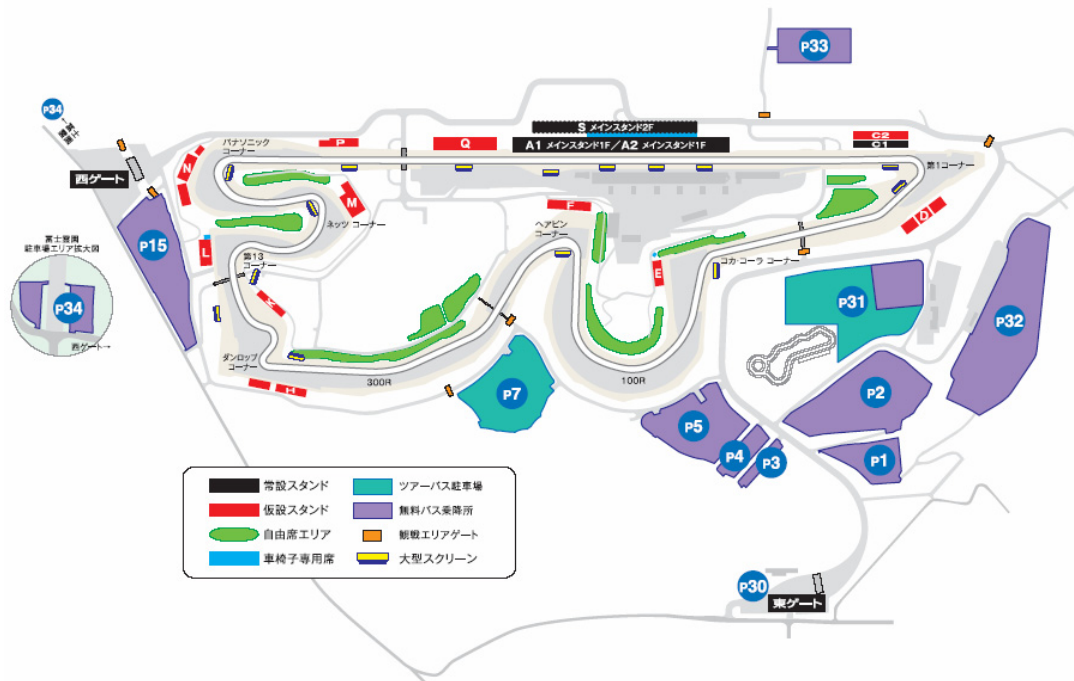 P33
P34
←冨士霊園
S メインスタンド2F
A1 メインスタンド1F/A2 メインスタンド1F
C2
C1
パナソニック
コーナー
P
Q
第1コーナー
西ゲート
N
M
ネッツ コーナー
F
ヘアピン
コーナー
D
冨士霊園
駐車場エリア拡大図
P15
L
第13
コーナー
E
コカ・コーラ コーナー
P34
西ゲート→
K
P31
P32
ダンロップ
コーナー
H
300R
100R
P7
P2
P5
P4
P3
P1
常設スタンド
ツアーバス駐車場
仮設スタンド
無料バス乗降所
自由席エリア
観戦エリアゲート
車椅子専用席
大型スクリーン
P30
東ゲート